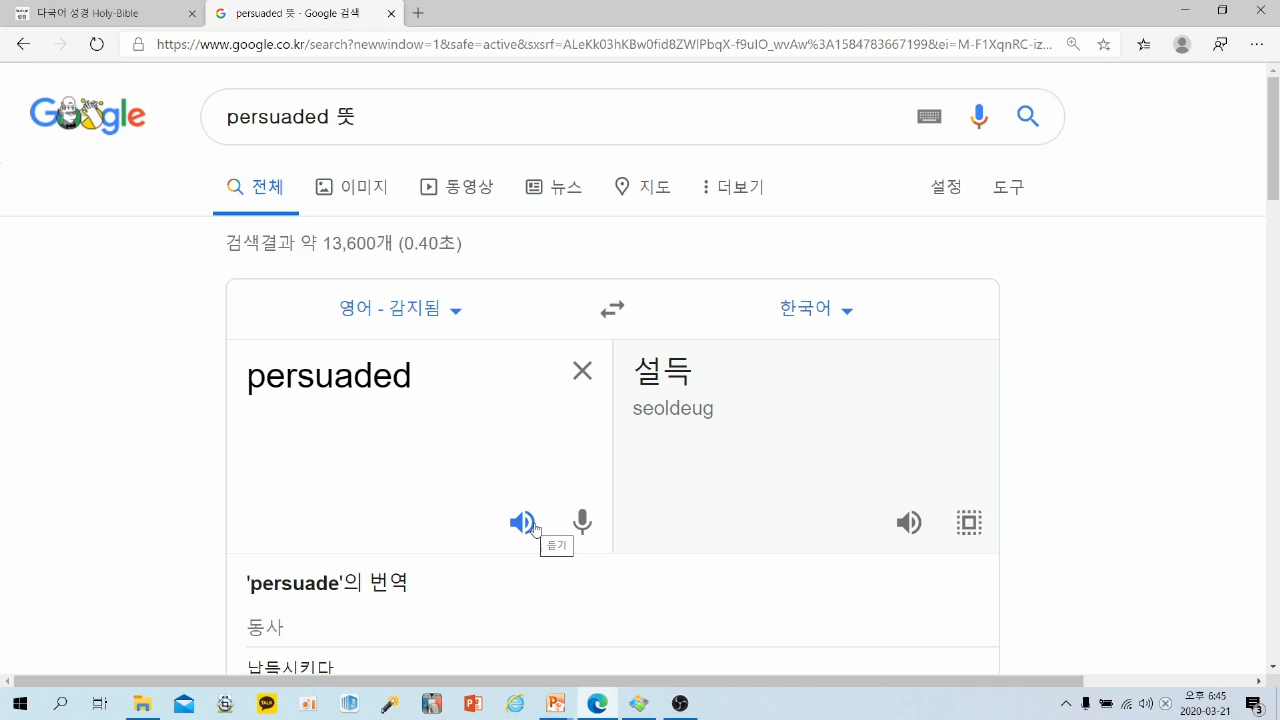 다국어 성경 Holy-Bible
persuaded 뜻 - Google 검색
https://www.google.co.kr/search?newwindow=1&safe=active&sxsrf=ALeKk03hKBw0fid8ZWIPbqX-f9uIO_wvAw%3A1584783667199&ei=M-F1XqnRC-iz...
Google
persuaded 뜻
전체 이미지 동영상 뉴스 지도 더보기 설정 도구
검색결과 약 13,600개 (0.40초)
영어 - 감지됨 한국어
persuaded
설득
seoldeug
듣기
'persuade'의 번역
동사
납득시키다
오후 6:45
2020-03-21
3